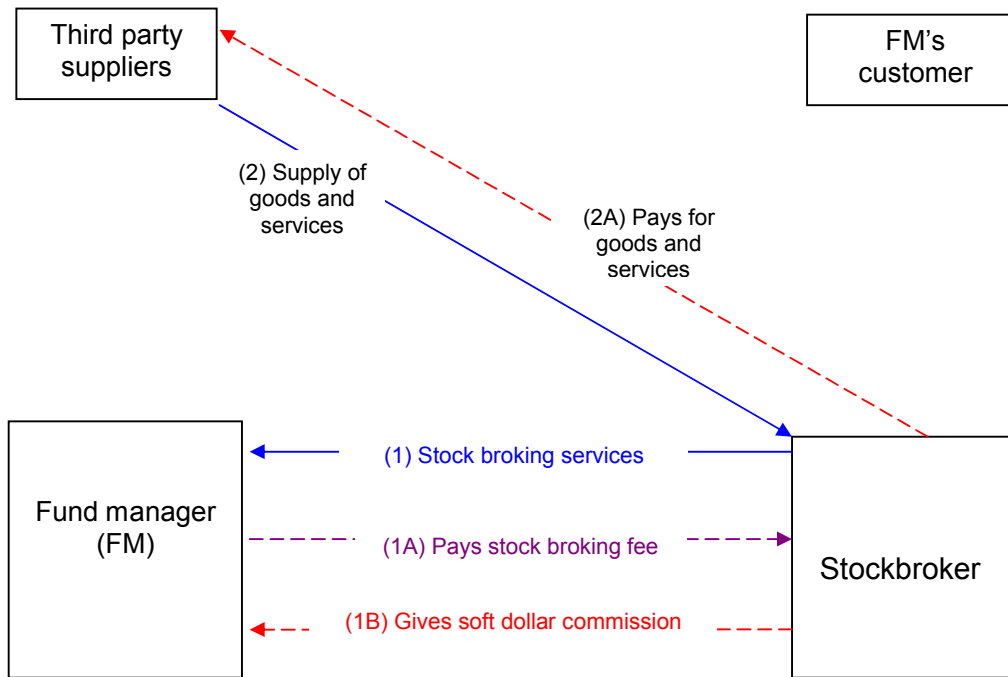 Third party
suppliers
FM's
customer
(2) Supply of
goods and
services
(2A) Pays for
goods and
services
Fund manager
(FM)
(1) Stock broking services
(1A) Pays stock broking fee
(1B) Gives soft dollar commission
Stockbroker